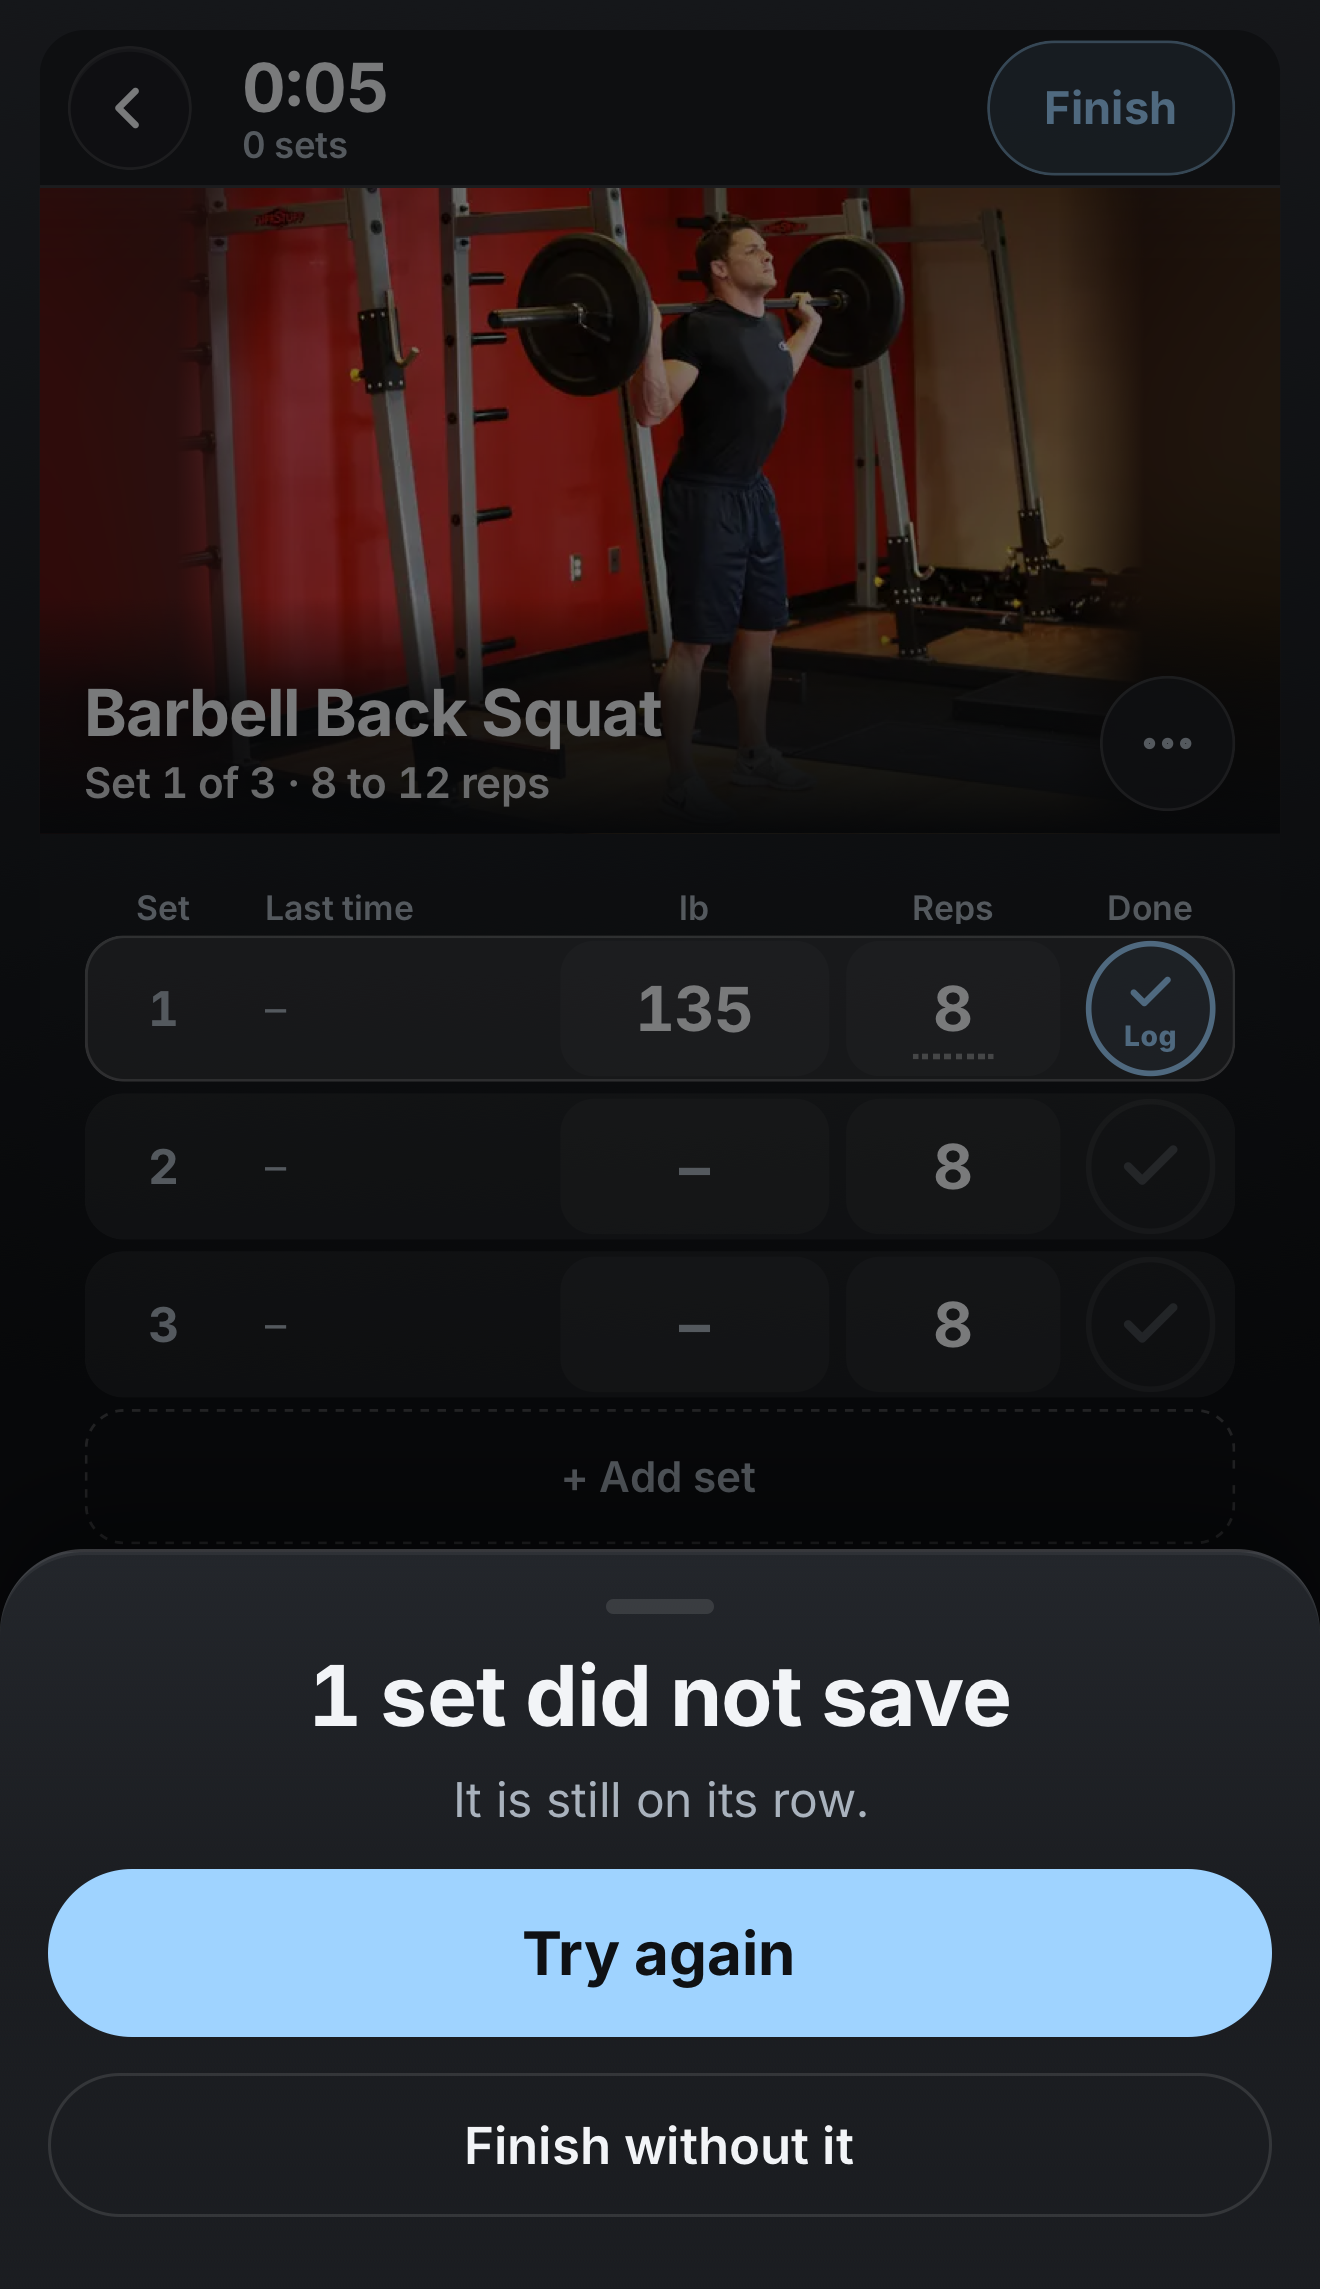 0:05
0 sets
Finish
Barbell Back Squat
Set 1 of 3 · 8 to 12 reps
Set Last time lb Reps Done
1 – 135 8 Log
2 – – 8
3 – – 8
+ Add set
1 set did not save
It is still on its row.
Try again
Finish without it